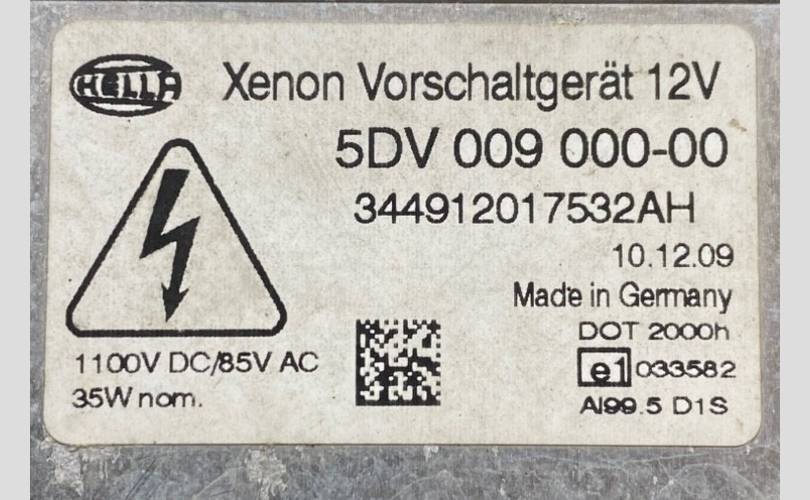 HELLA
Xenon Vorschaltgerät 12V
5DV 009 000-00
344912017532AH
10.12.09
Made in Germany
DOT 2000h
e1 033582
Al99.5 D1S
1100V DC/85V AC
35W nom.